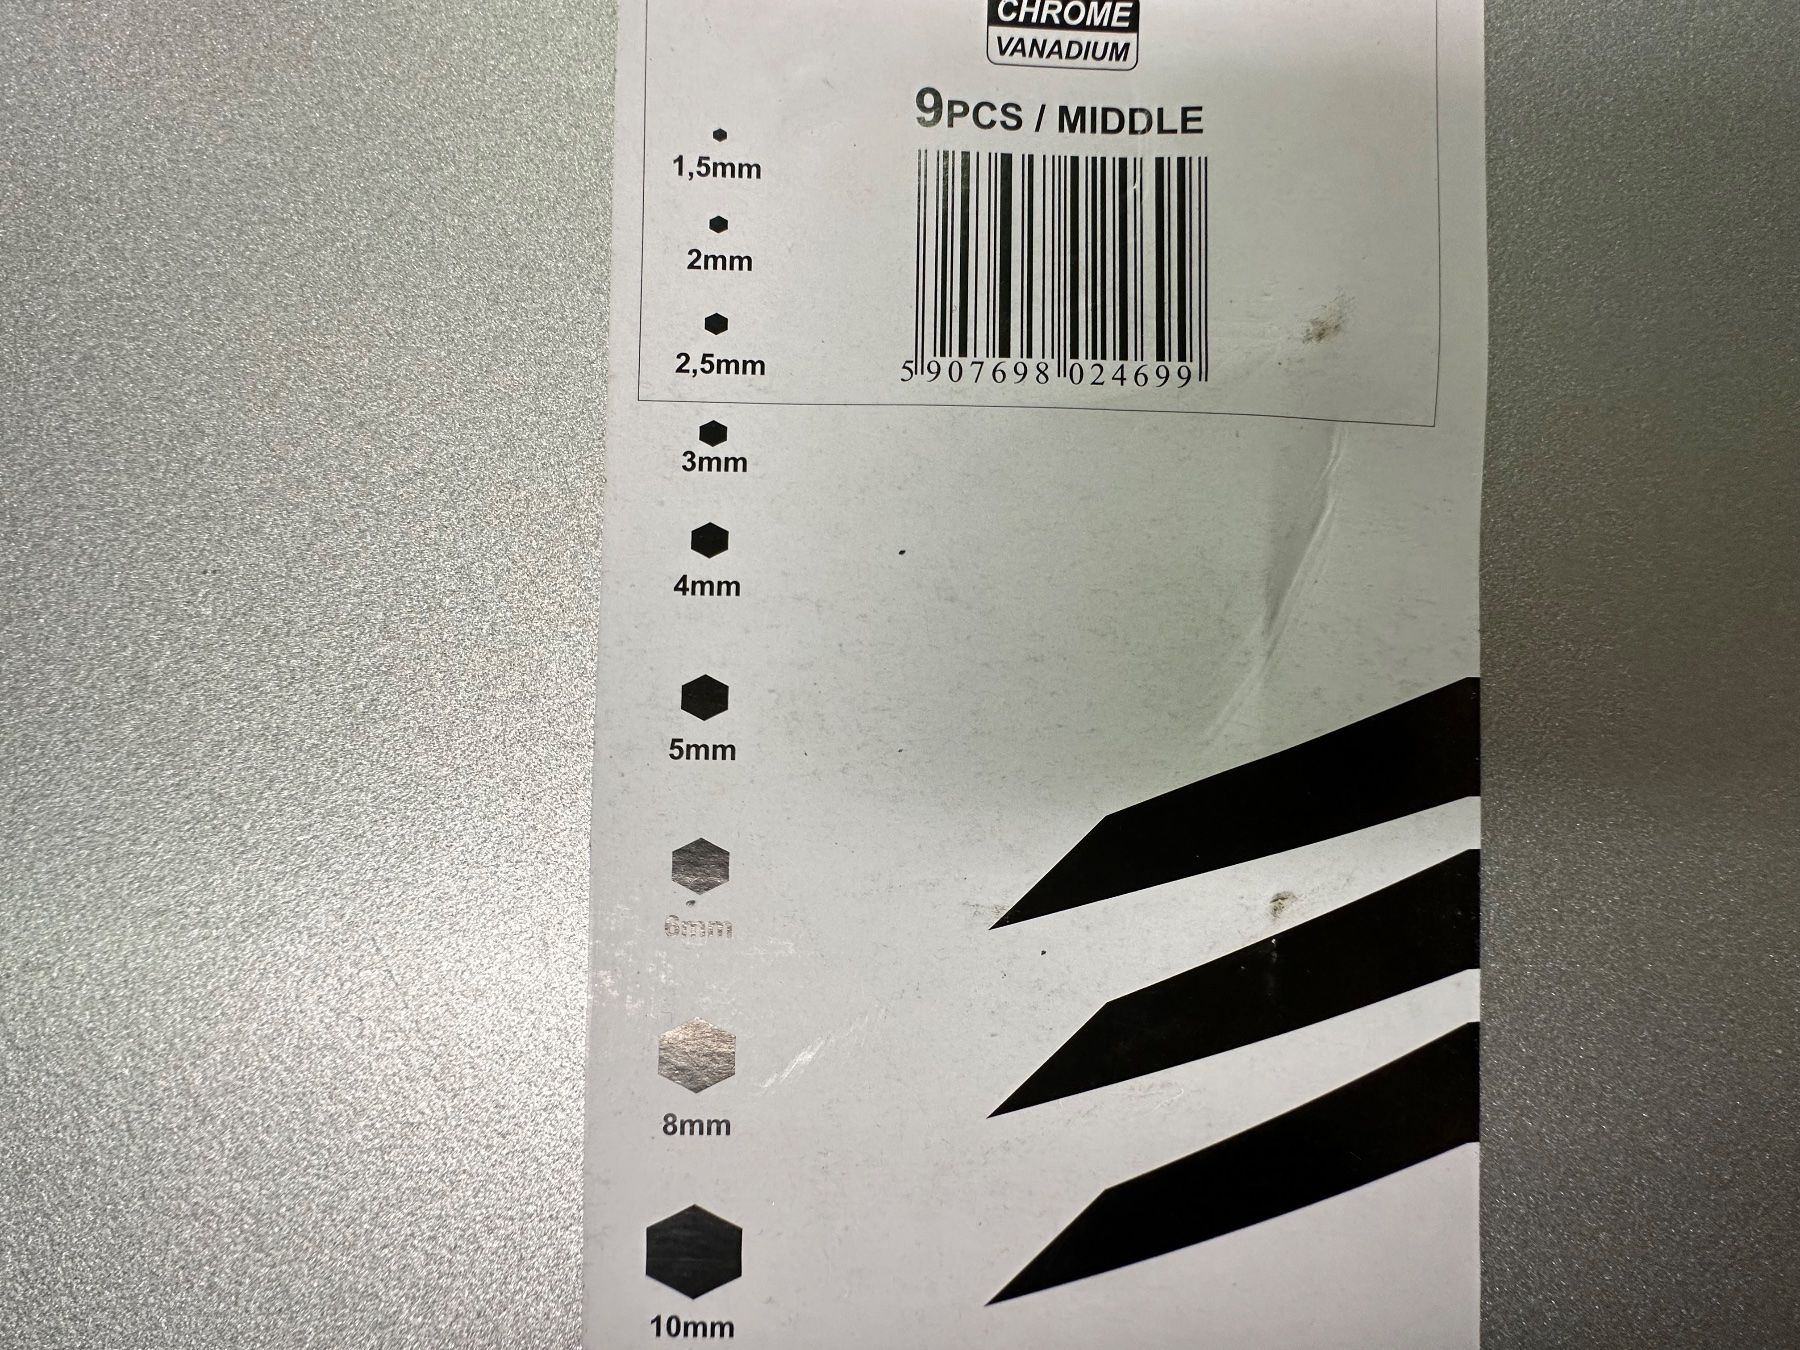 CHROME
VANADIUM
9PCS / MIDDLE
5 907698 024699
1,5mm
2mm
2,5mm
3mm
4mm
5mm
6mm
8mm
10mm